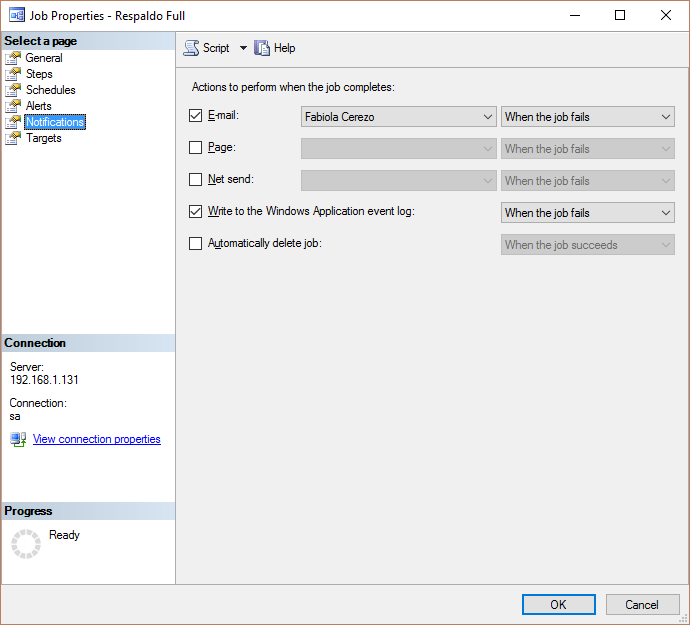 Job Properties - Respaldo Full
Select a page
General
Steps
Schedules
Alerts
Notifications
Targets
Script
Help
Actions to perform when the job completes:
E-mail:
Fabiola Cerezo
When the job fails
Page:
When the job fails
Net send:
When the job fails
Write to the Windows Application event log:
When the job fails
Automatically delete job:
When the job succeeds
Connection
Server:
192.168.1.131
Connection:
sa
View connection properties
Progress
Ready
OK
Cancel